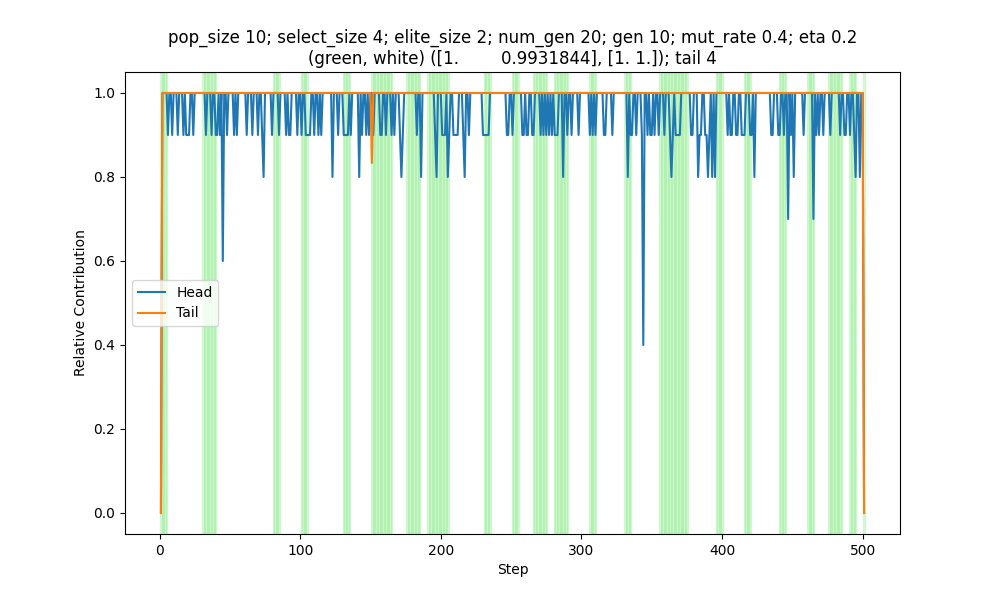 pop_size 10; select_size 4; elite_size 2; num_gen 20; gen 10; mut_rate 0.4; eta 0.2
(green, white) ([1.        0.9931844], [1. 1.]); tail 4
1.0
0.8
0.6
0.4
0.2
0.0
Relative Contribution
Head
Tail
0
100
200
300
400
500
Step